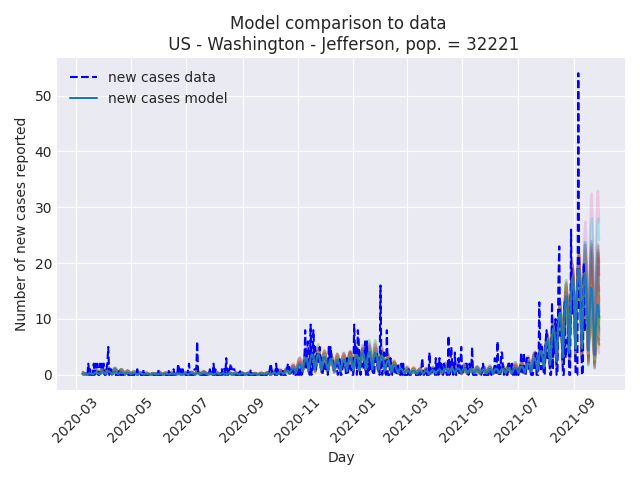 Model comparison to data
US - Washington - Jefferson, pop. = 32221
new cases data
new cases model
Number of new cases reported
50
40
30
20
10
0
2020-03
2020-05
2020-07
2020-09
2020-11
2021-01
2021-03
2021-05
2021-07
2021-09
Day